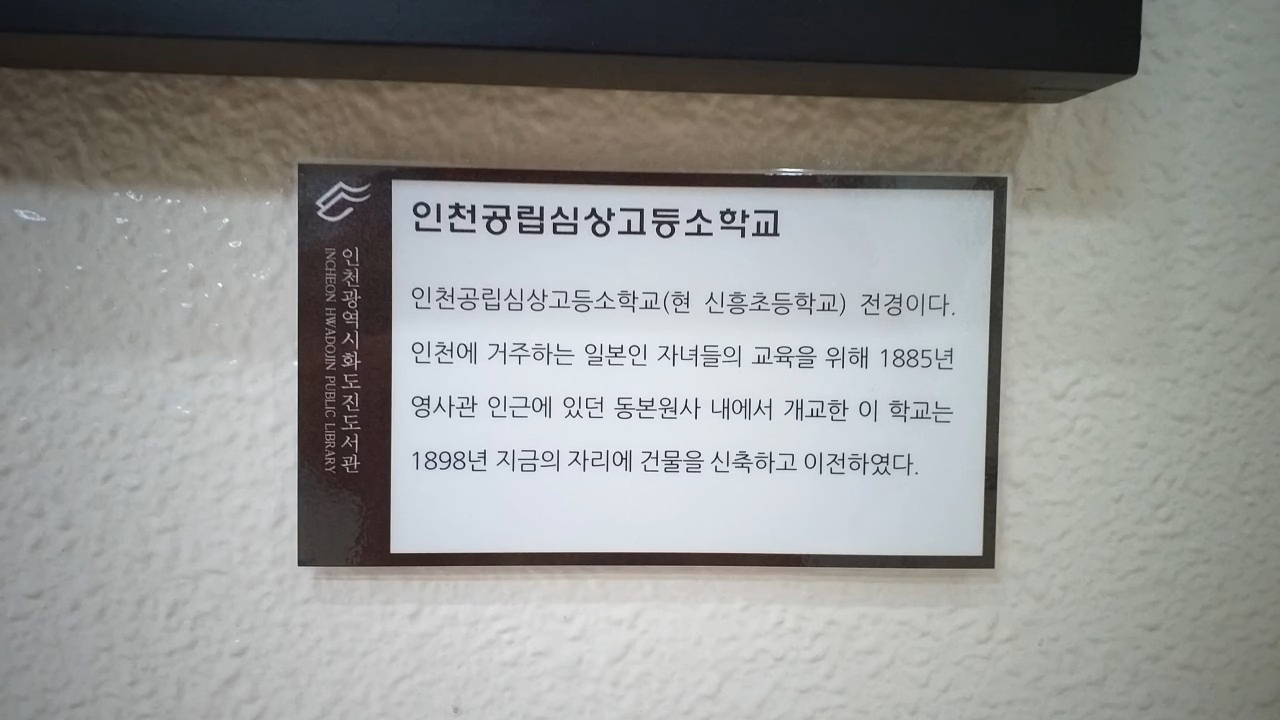 인천공립심상고등소학교
인천공립심상고등소학교(현 신흥초등학교) 전경이다.
인천에 거주하는 일본인 자녀들의 교육을 위해 1885년
영사관 인근에 있던 동본원사 내에서 개교한 이 학교는
1898년 지금의 자리에 건물을 신축하고 이전하였다.
인천광역시화도진도서관
INCHEON HWADOJIN PUBLIC LIBRARY